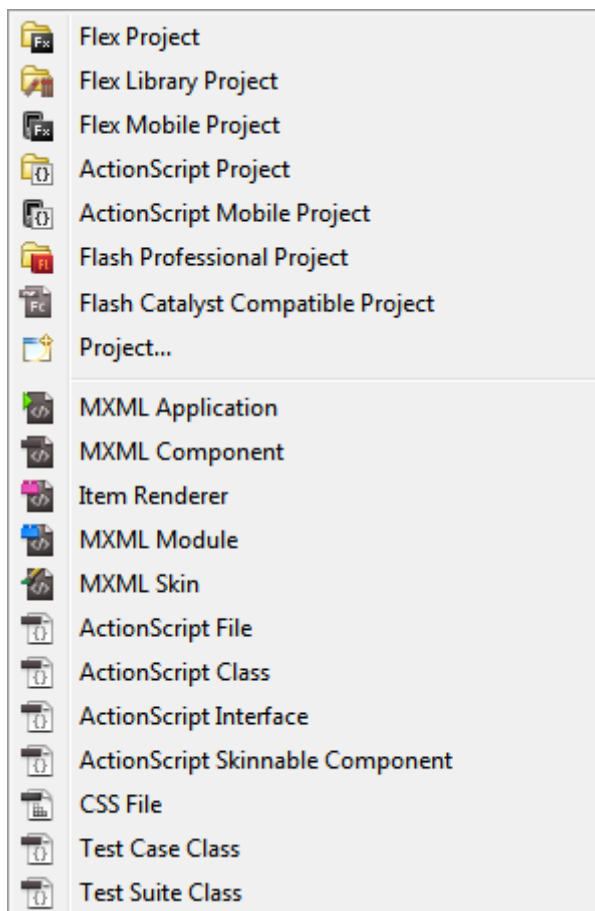 Flex Project
Flex Library Project
Flex Mobile Project
ActionScript Project
ActionScript Mobile Project
Flash Professional Project
Flash Catalyst Compatible Project
Project...
MXML Application
MXML Component
Item Renderer
MXML Module
MXML Skin
ActionScript File
ActionScript Class
ActionScript Interface
ActionScript Skinnable Component
CSS File
Test Case Class
Test Suite Class